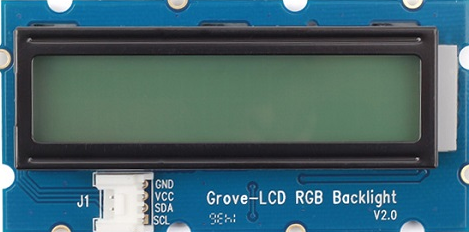 GND
VCC
SDA
SCL
J1
Grove-LCD RGB Backlight
V2.0